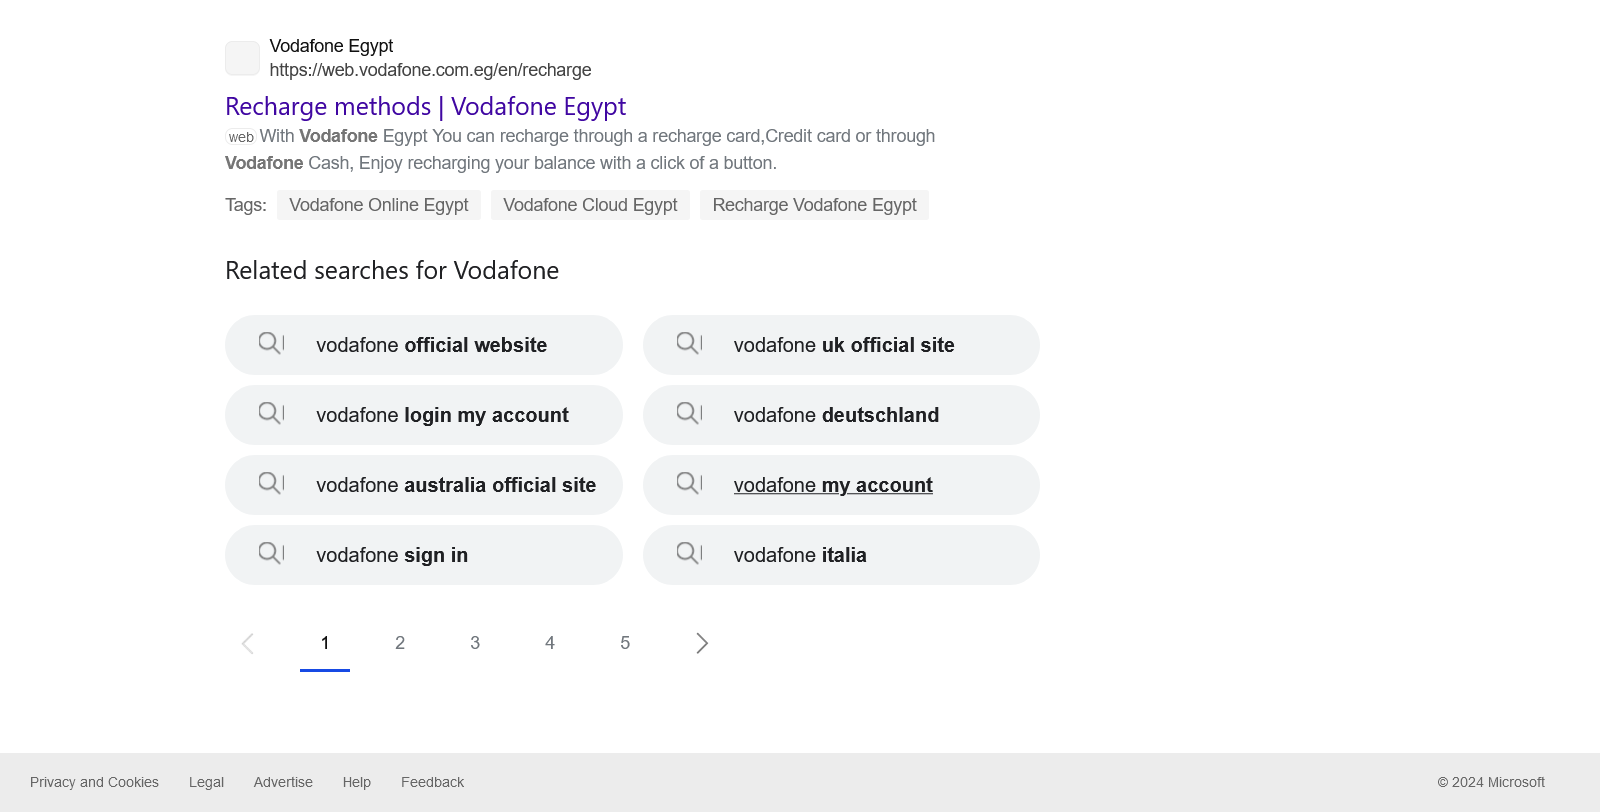 Vodafone Egypt
https://web.vodafone.com.eg/en/recharge
Recharge methods | Vodafone Egypt
web With Vodafone Egypt You can recharge through a recharge card,Credit card or through
Vodafone Cash, Enjoy recharging your balance with a click of a button.
Tags: Vodafone Online Egypt Vodafone Cloud Egypt Recharge Vodafone Egypt
Related searches for Vodafone
vodafone official website
vodafone uk official site
vodafone login my account
vodafone deutschland
vodafone australia official site
vodafone my account
vodafone sign in
vodafone italia
1 2 3 4 5
Privacy and Cookies Legal Advertise Help Feedback © 2024 Microsoft